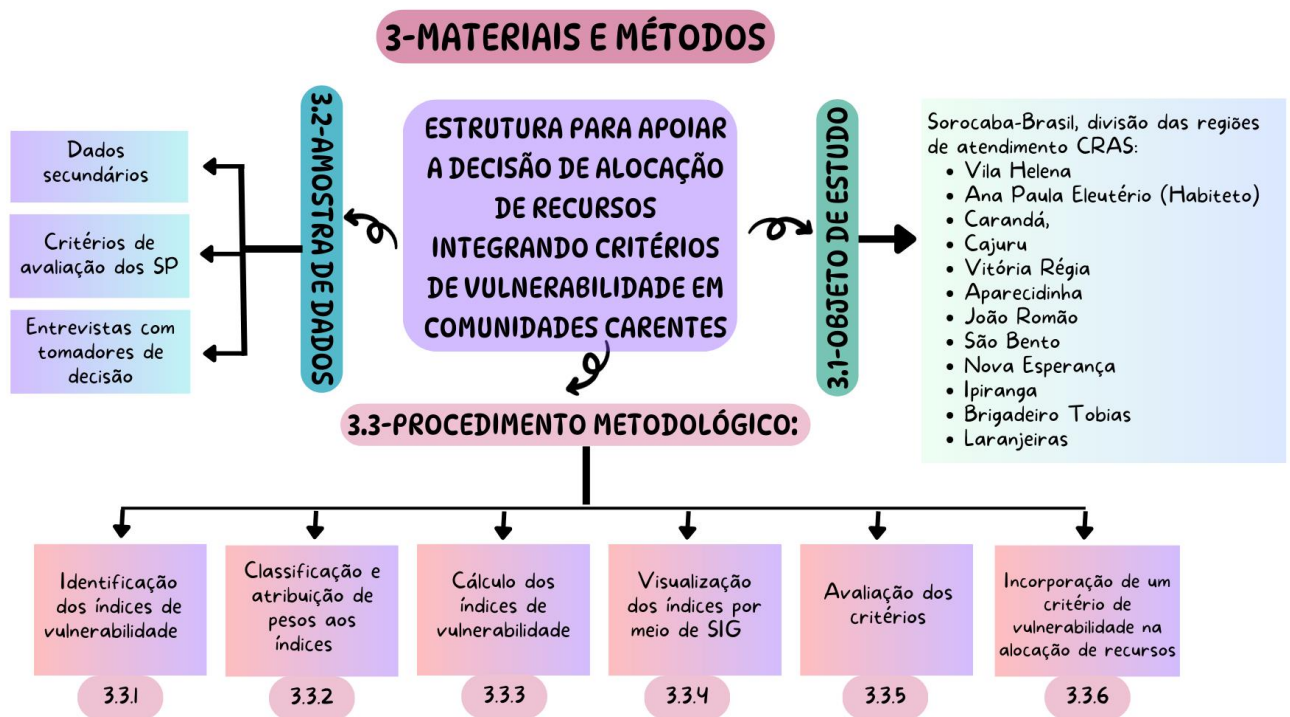 3-MATERIAIS E MÉTODOS
3.2-AMOSTRA DE DADOS
Dados
secundários
Critérios de
avaliação dos SP
Entrevistas com
tomadores de
decisão
ESTRUTURA PARA APOIAR
A DECISÃO DE ALOCAÇÃO
DE RECURSOS
INTEGRANDO CRITÉRIOS
DE VULNERABILIDADE EM
COMUNIDADES CARENTES
3.1-OBJETO DE ESTUDO
Sorocaba-Brasil, divisão das regiões
de atendimento CRAS:
• Vila Helena
• Ana Paula Eleutério (Habiteto)
• Carandá,
• Cajuru
• Vitória Régia
• Aparecidinha
• João Romão
• São Bento
• Nova Esperança
• Ipiranga
• Brigadeiro Tobias
• Laranjeiras
3.3-PROCEDIMENTO METODOLÓGICO:
Identificação
dos índices de
vulnerabilidade
3.3.1
Classificação e
atribuição de
pesos aos
índices
3.3.2
Cálculo dos
índices de
vulnerabilidade
3.3.3
Visualização
dos índices por
meio de SIG
3.3.4
Avaliação dos
critérios
3.3.5
Incorporação de um
critério de
vulnerabilidade na
alocação de recursos
3.3.6